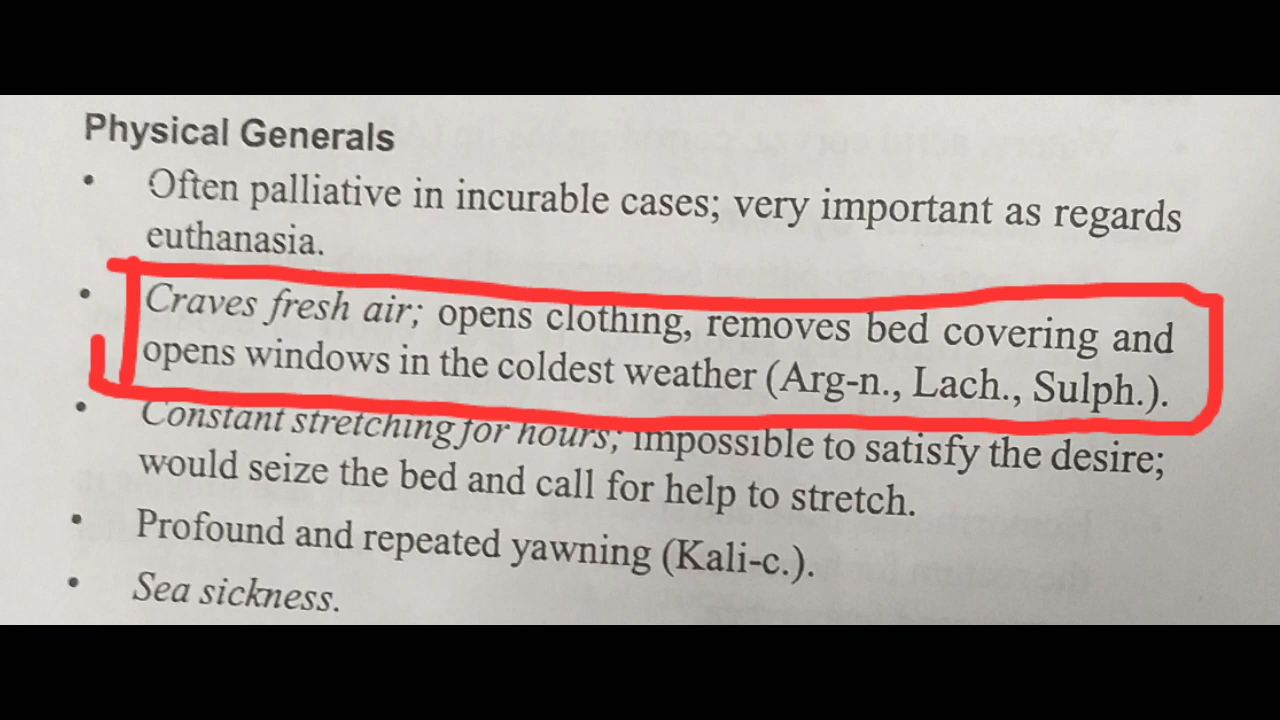 Physical Generals
• Often palliative in incurable cases; very important as regards
euthanasia.
• Craves fresh air; opens clothing, removes bed covering and
opens windows in the coldest weather (Arg-n., Lach., Sulph.).
• Constant stretching for hours; impossible to satisfy the desire;
would seize the bed and call for help to stretch.
• Profound and repeated yawning (Kali-c.).
• Sea sickness.